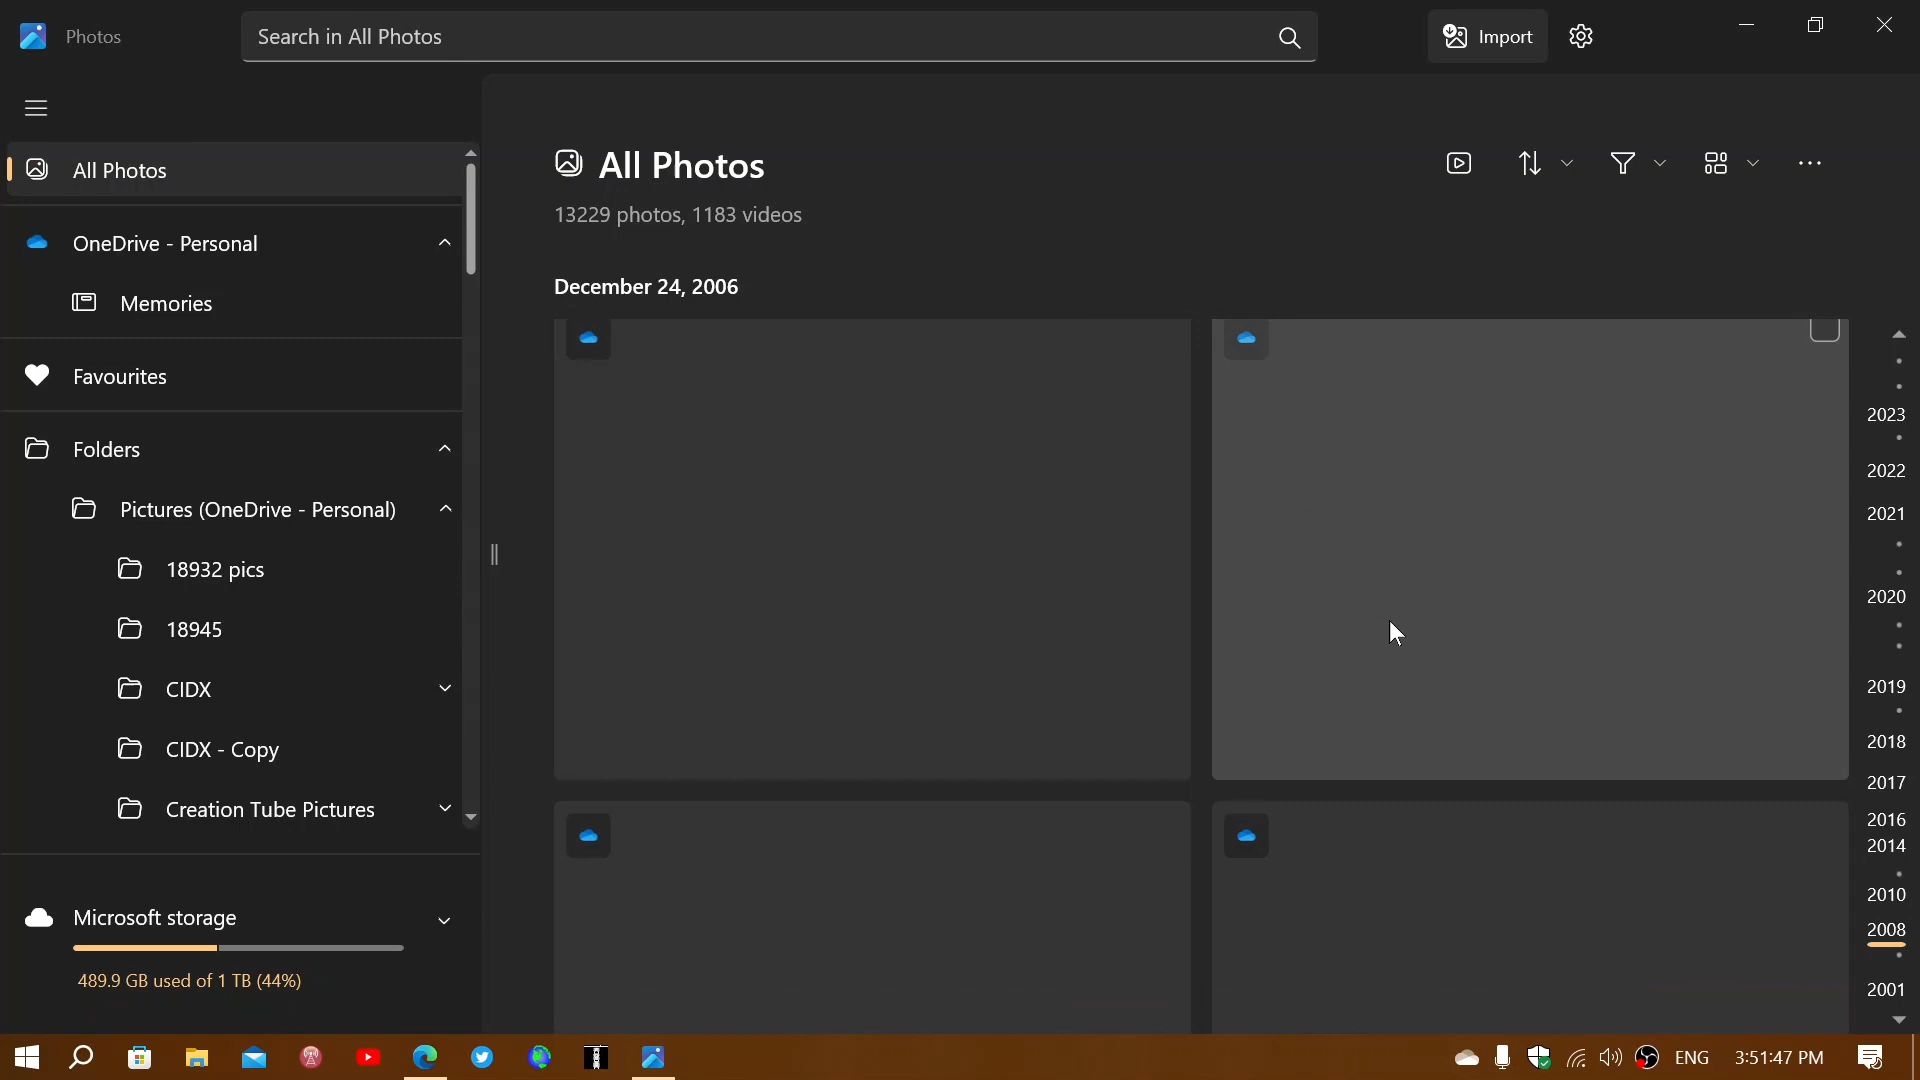 Photos
Search in All Photos
Import
All Photos
OneDrive - Personal
Memories
Favourites
Folders
Pictures (OneDrive - Personal)
18932 pics
18945
CIDX
CIDX - Copy
Creation Tube Pictures
Microsoft storage
489.9 GB used of 1 TB (44%)
All Photos
13229 photos, 1183 videos
December 24, 2006
2023
2022
2021
2020
2019
2018
2017
2016
2014
2010
2008
2001
ENG
3:51:47 PM